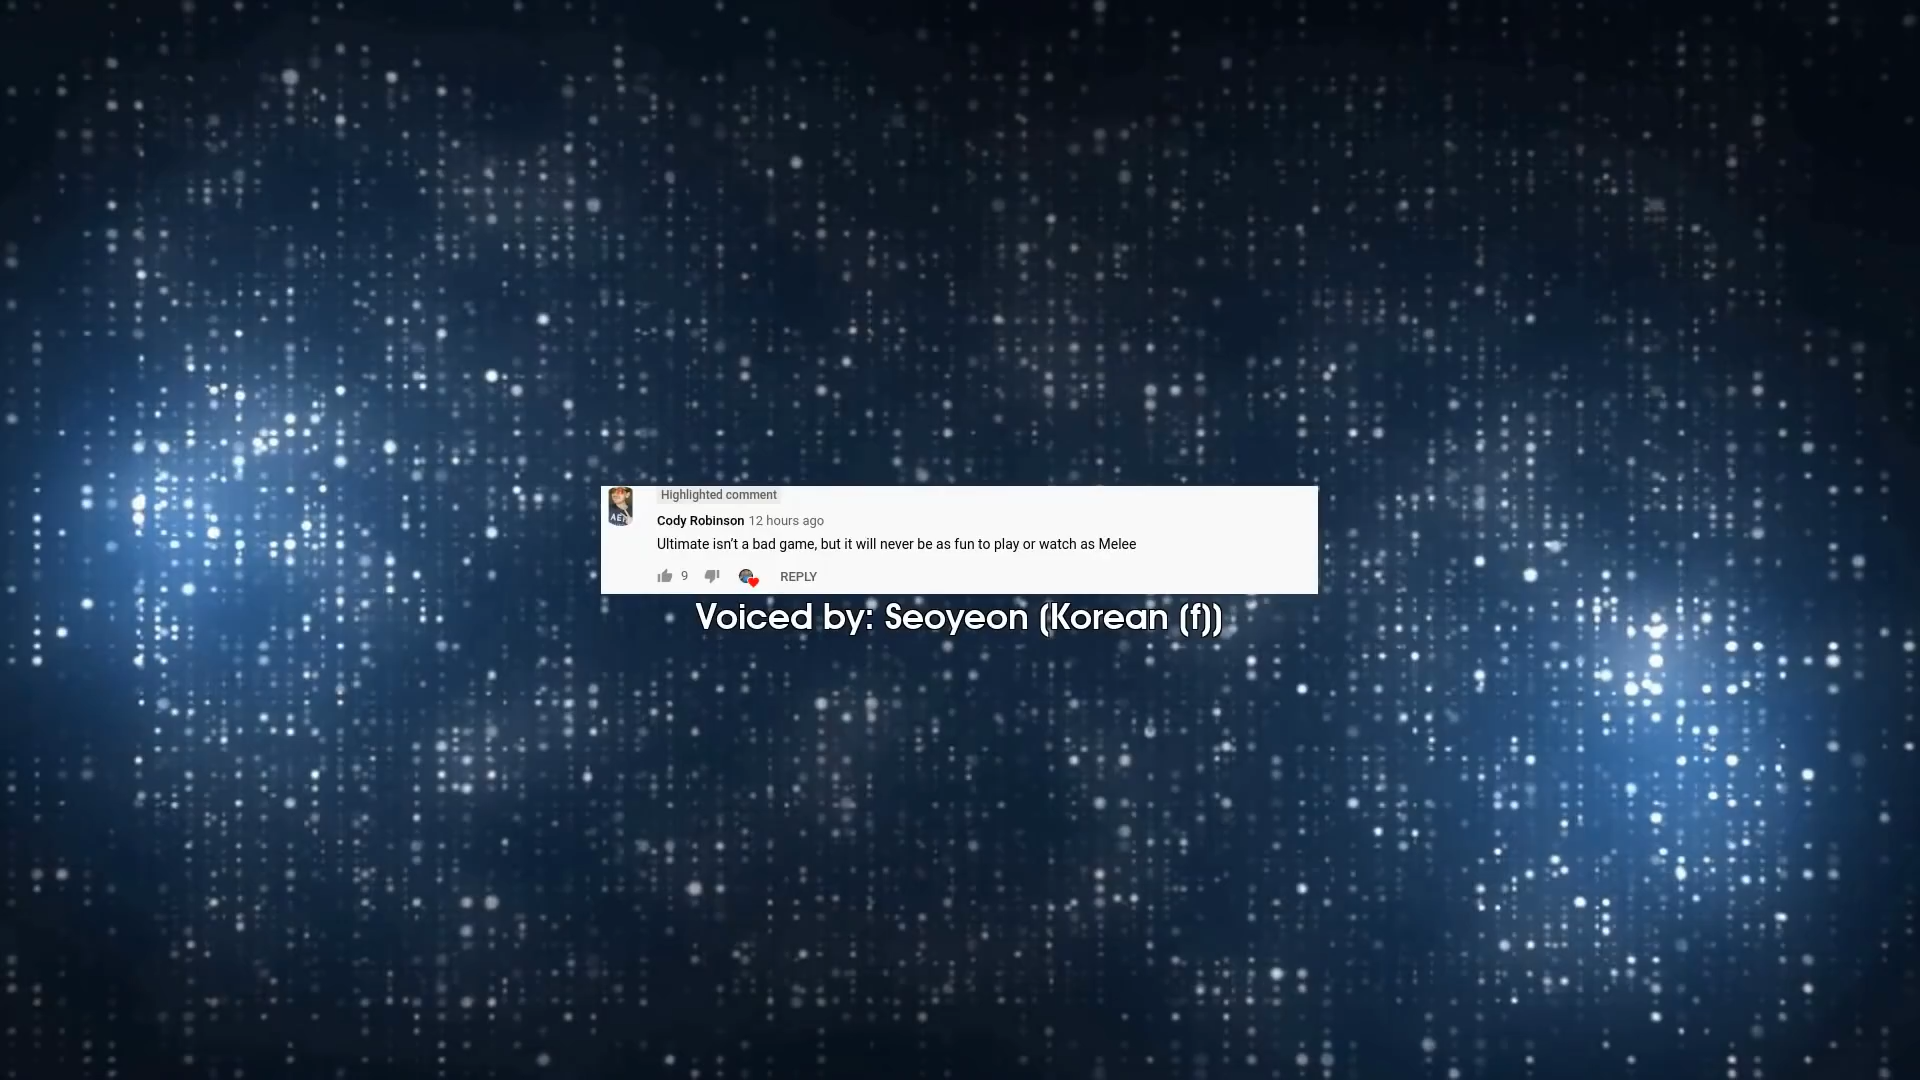 Highlighted comment
Cody Robinson 12 hours ago
Ultimate isn't a bad game, but it will never be as fun to play or watch as Melee
9 REPLY
Voiced by: Seoyeon (Korean (f))